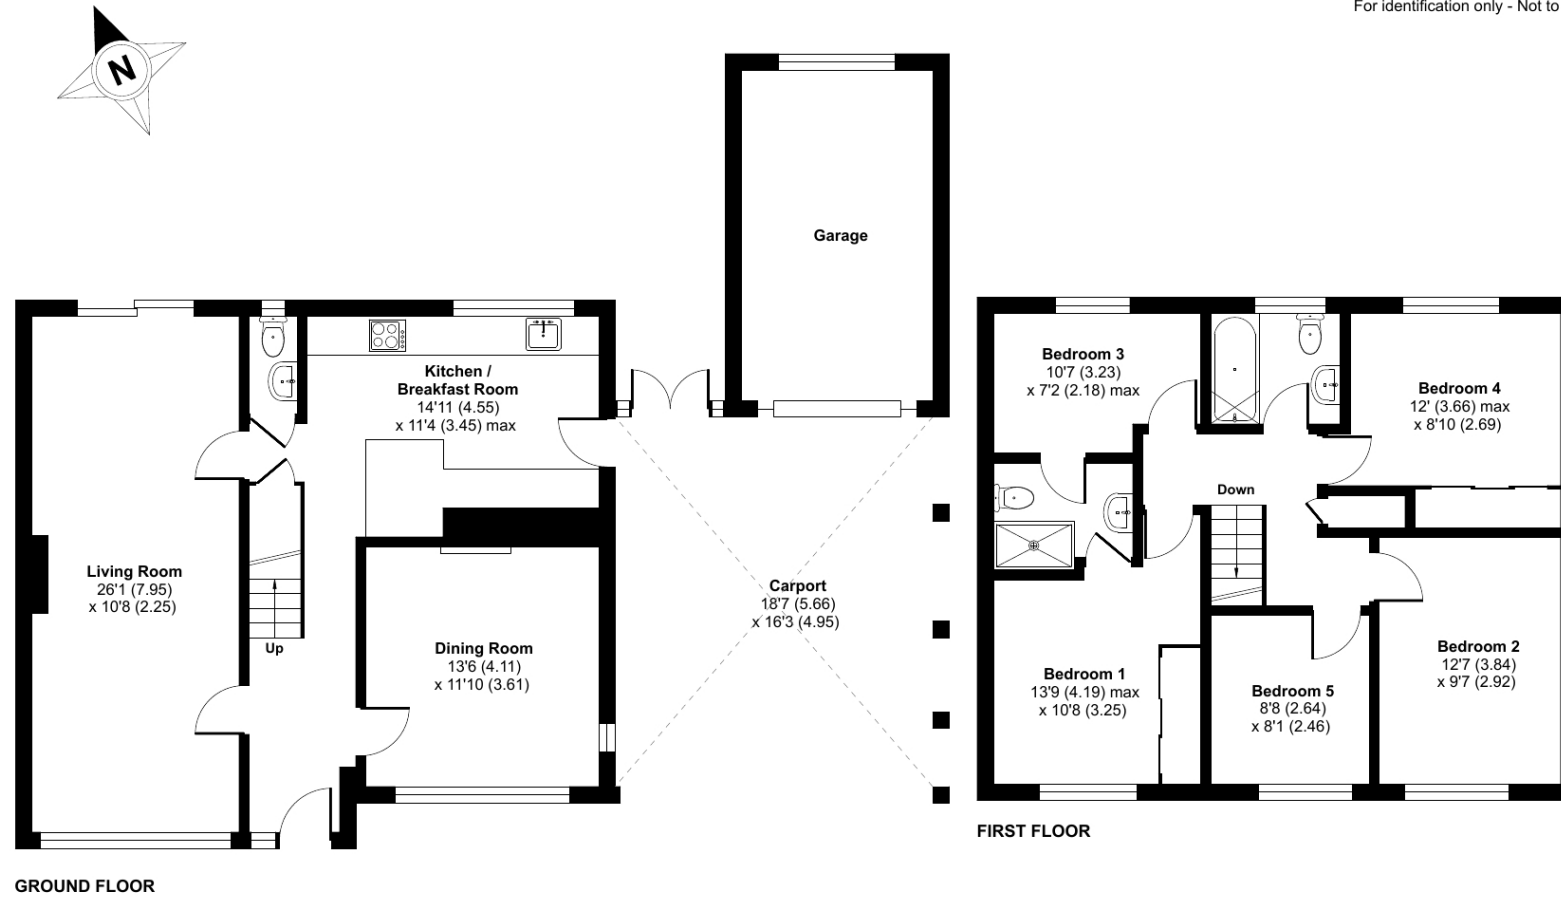 For identification only - Not to
N
Garage
Kitchen /
Breakfast Room
14'11 (4.55)
x 11'4 (3.45) max
Bedroom 3
10'7 (3.23)
x 7'2 (2.18) max
Bedroom 4
12' (3.66) max
x 8'10 (2.69)
Down
Living Room
26'1 (7.95)
x 10'8 (2.25)
Up
Dining Room
13'6 (4.11)
x 11'10 (3.61)
Carport
18'7 (5.66)
x 16'3 (4.95)
Bedroom 1
13'9 (4.19) max
x 10'8 (3.25)
Bedroom 5
8'8 (2.64)
x 8'1 (2.46)
Bedroom 2
12'7 (3.84)
x 9'7 (2.92)
FIRST FLOOR
GROUND FLOOR